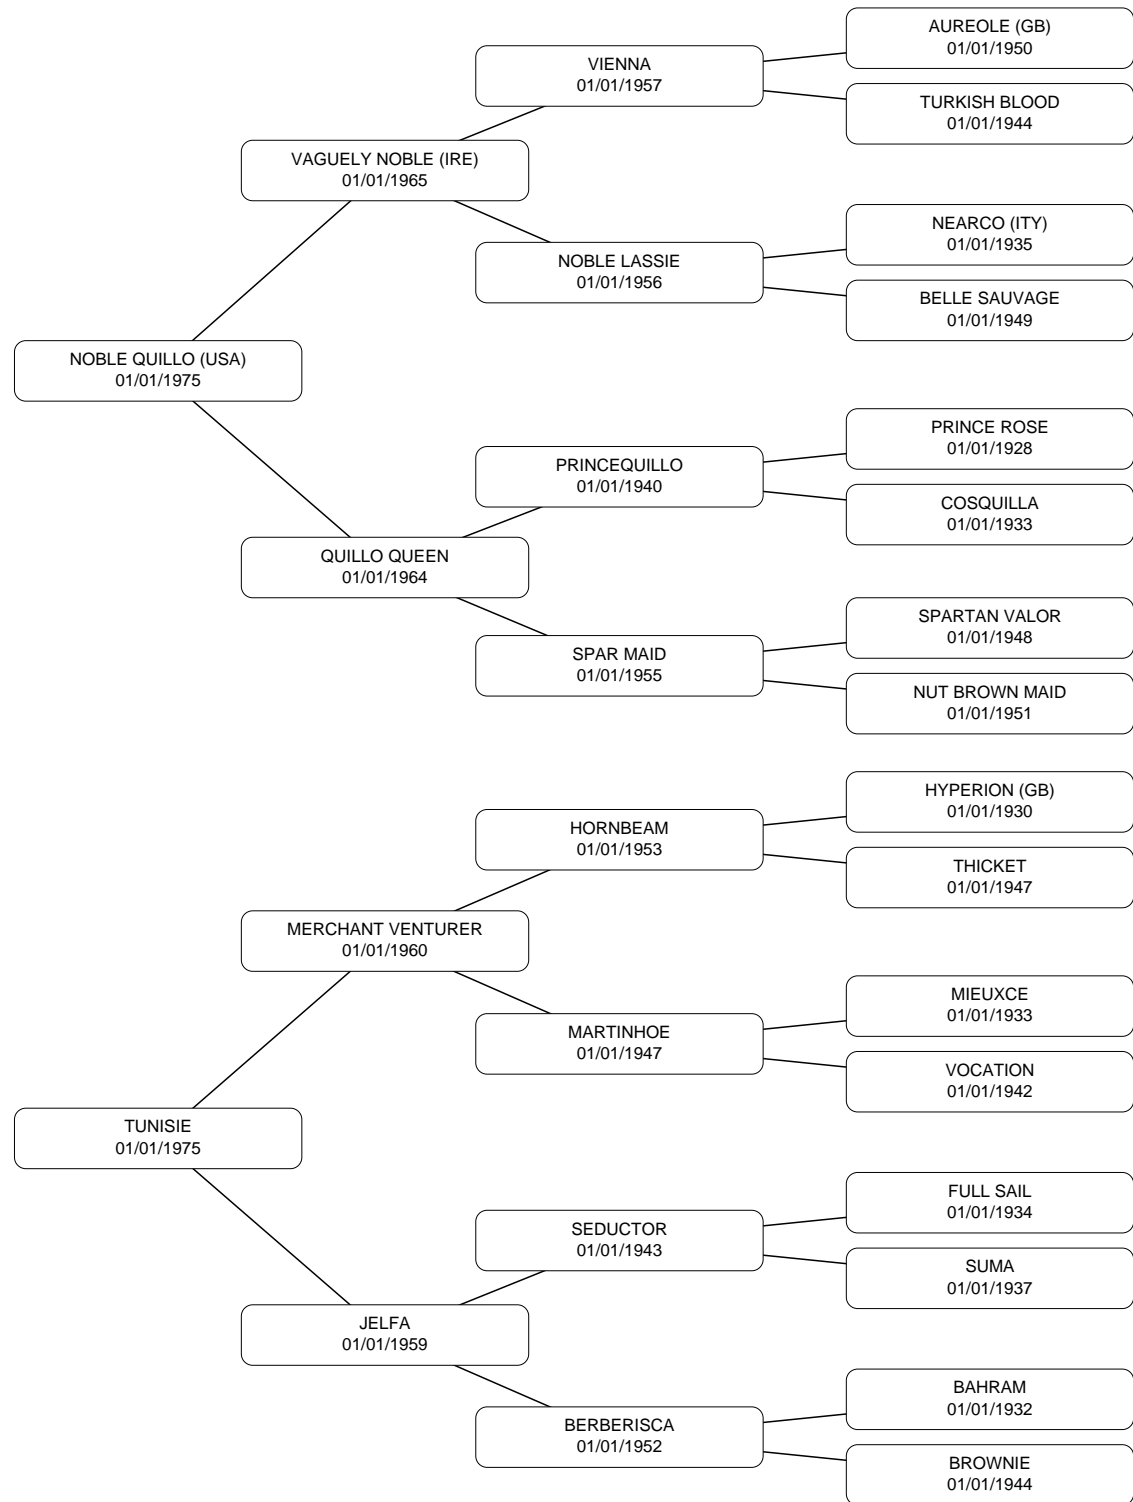 AUREOLE (GB)
01/01/1950
VIENNA
01/01/1957
TURKISH BLOOD
01/01/1944
VAGUELY NOBLE (IRE)
01/01/1965
NEARCO (ITY)
01/01/1935
NOBLE LASSIE
01/01/1956
BELLE SAUVAGE
01/01/1949
NOBLE QUILLO (USA)
01/01/1975
PRINCE ROSE
01/01/1928
PRINCEQUILLO
01/01/1940
COSQUILLA
01/01/1933
QUILLO QUEEN
01/01/1964
SPARTAN VALOR
01/01/1948
SPAR MAID
01/01/1955
NUT BROWN MAID
01/01/1951
HYPERION (GB)
01/01/1930
HORNBEAM
01/01/1953
THICKET
01/01/1947
MERCHANT VENTURER
01/01/1960
MIEUXCE
01/01/1933
MARTINHOE
01/01/1947
VOCATION
01/01/1942
TUNISIE
01/01/1975
FULL SAIL
01/01/1934
SEDUCTOR
01/01/1943
SUMA
01/01/1937
JELFA
01/01/1959
BAHRAM
01/01/1932
BERBERISCA
01/01/1952
BROWNIE
01/01/1944